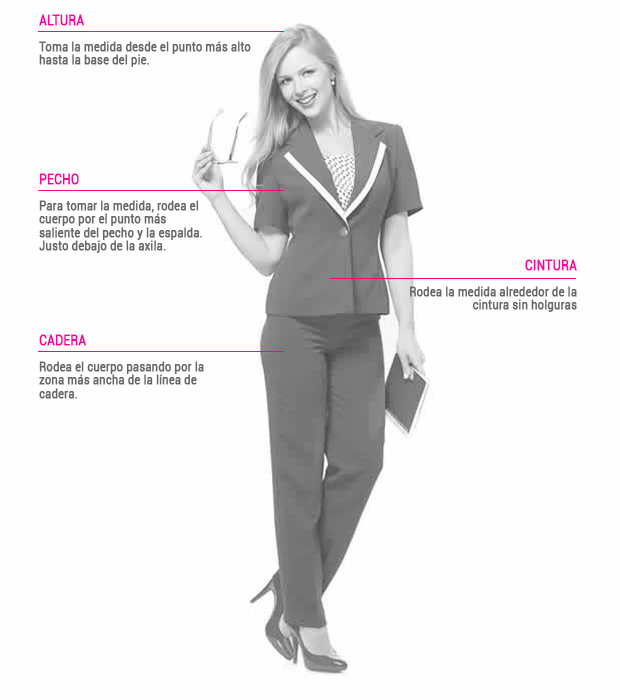 ALTURA
Toma la medida desde el punto más alto
hasta la base del pie.
PECHO
Para tomar la medida, rodea el
cuerpo por el punto más
saliente del pecho y la espalda.
Justo debajo de la axila.
CINTURA
Rodea la medida alrededor de la
cintura sin holguras
CADERA
Rodea el cuerpo pasando por la
zona más ancha de la línea de
cadera.